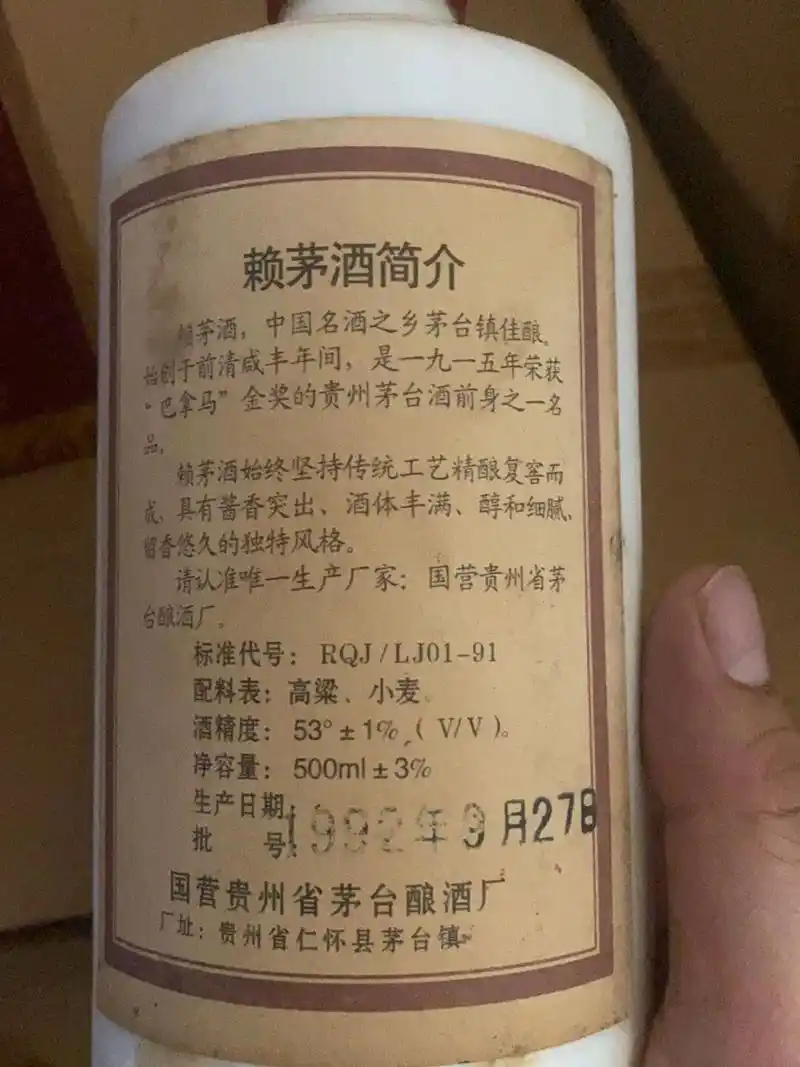 赖茅酒简介
赖茅酒，中国名酒之乡茅台镇佳酿。
始创于前清咸丰年间，是一九一五年荣获
“巴拿马”金奖的贵州茅台酒前身之一名
品。
赖茅酒始终坚持传统工艺精酿复窖而
成，具有酱香突出、酒体丰满、醇和细腻、
留香悠久的独特风格。
请认准唯一生产厂家：国营贵州省茅
台酿酒厂。
标准代号：RQJ/LJ01-91
配料表：高粱、小麦
酒精度：53°±1%（V/V）。
净容量：500ml±3%
生产日期
批 号 1992年9月27日
国营贵州省茅台酿酒厂
厂址：贵州省仁怀县茅台镇